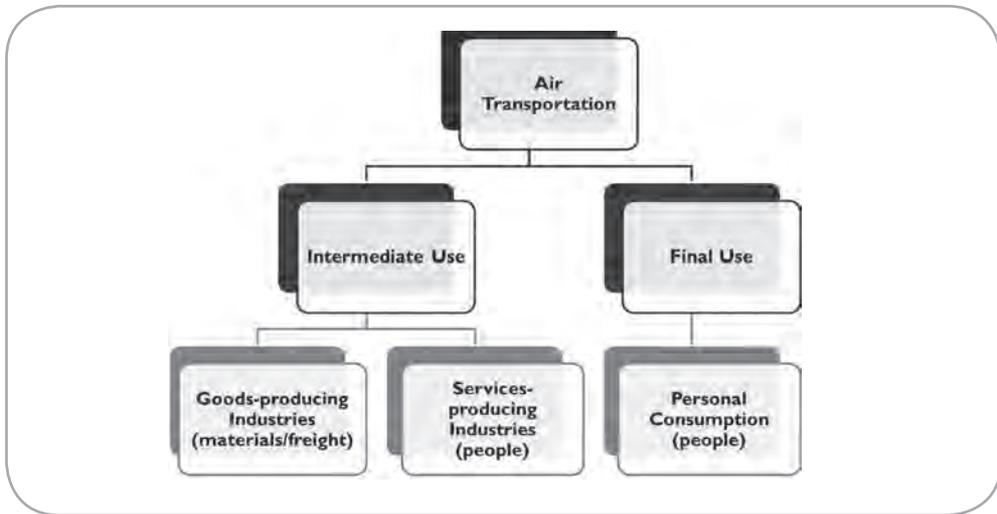 Air
Transportation
Intermediate Use
Final Use
Goods-producing
Industries
(materials/freight)
Services-
producing
Industries
(people)
Personal
Consumption
(people)